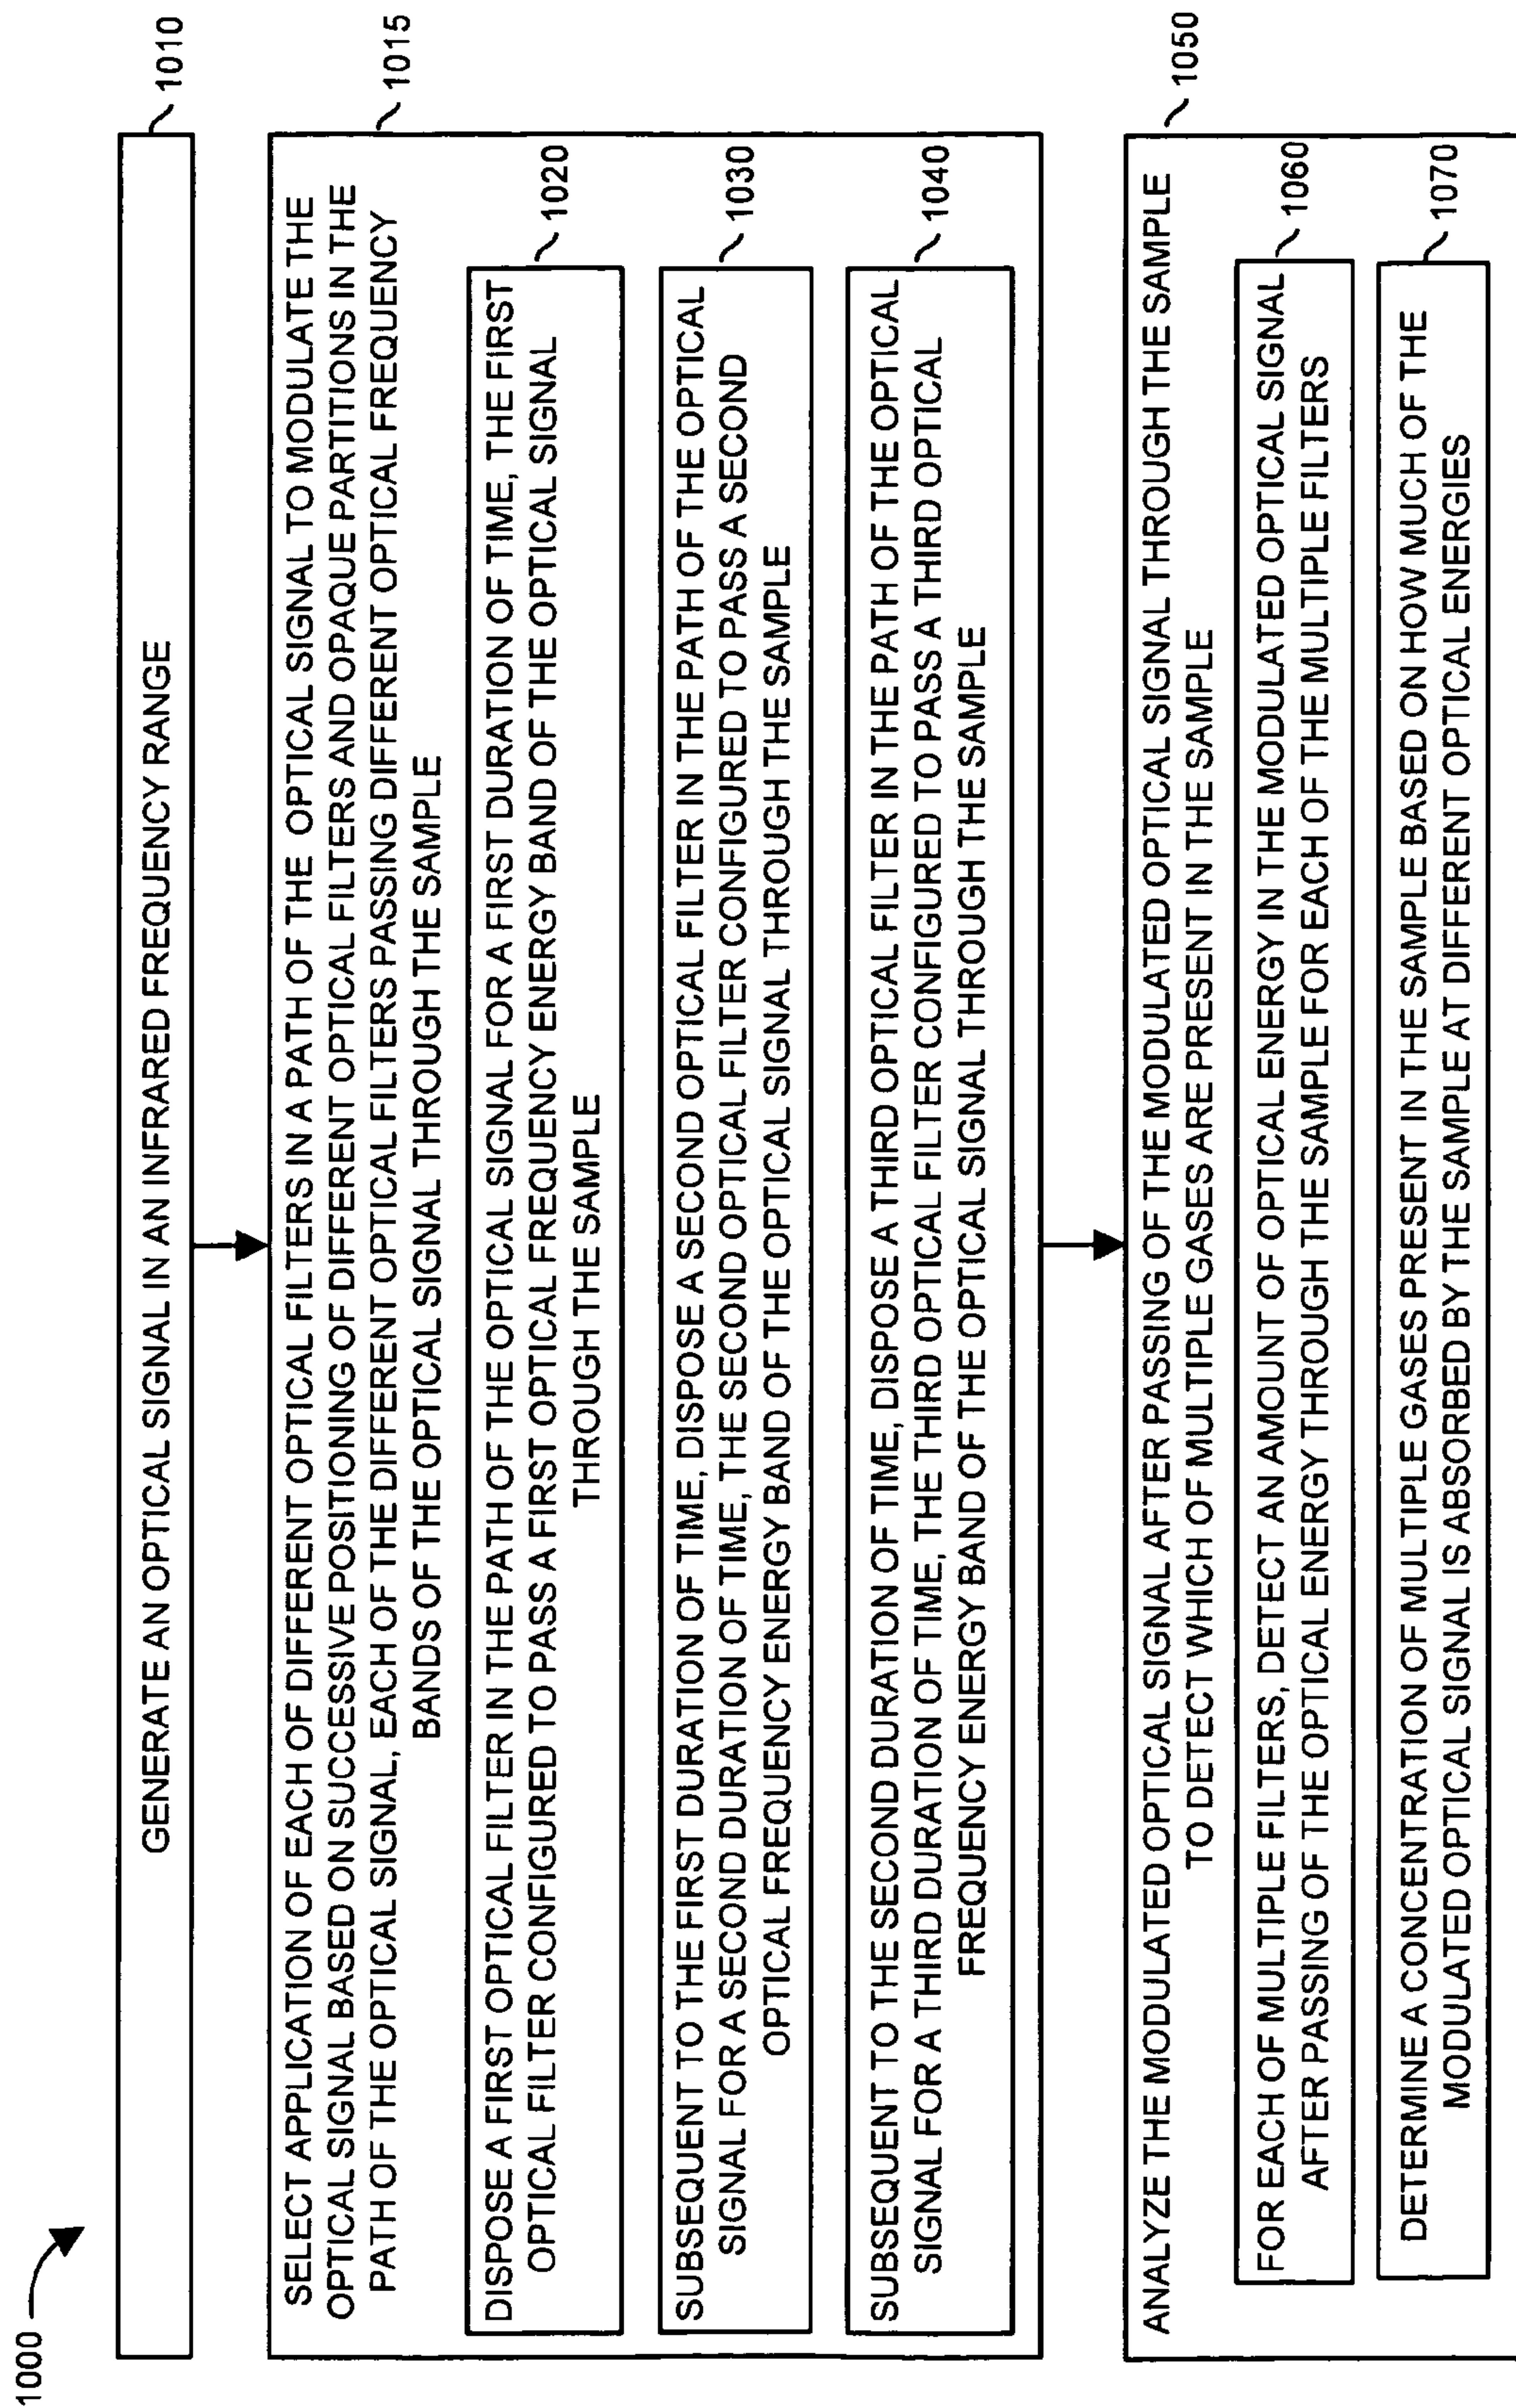 1000
GENERATE AN OPTICAL SIGNAL IN AN INFRARED FREQUENCY RANGE
1010
SELECT APPLICATION OF EACH OF DIFFERENT OPTICAL FILTERS IN A PATH OF THE OPTICAL SIGNAL TO MODULATE THE
OPTICAL SIGNAL BASED ON SUCCESSIVE POSITIONING OF DIFFERENT OPTICAL FILTERS AND OPAQUE PARTITIONS IN THE
PATH OF THE OPTICAL SIGNAL, EACH OF THE DIFFERENT OPTICAL FILTERS PASSING DIFFERENT OPTICAL FREQUENCY
BANDS OF THE OPTICAL SIGNAL THROUGH THE SAMPLE
1015
DISPOSE A FIRST OPTICAL FILTER IN THE PATH OF THE OPTICAL SIGNAL FOR A FIRST DURATION OF TIME, THE FIRST
OPTICAL FILTER CONFIGURED TO PASS A FIRST OPTICAL FREQUENCY ENERGY BAND OF THE OPTICAL SIGNAL
THROUGH THE SAMPLE
1020
SUBSEQUENT TO THE FIRST DURATION OF TIME, DISPOSE A SECOND OPTICAL FILTER IN THE PATH OF THE OPTICAL
SIGNAL FOR A SECOND DURATION OF TIME, THE SECOND OPTICAL FILTER CONFIGURED TO PASS A SECOND
OPTICAL FREQUENCY ENERGY BAND OF THE OPTICAL SIGNAL THROUGH THE SAMPLE
1030
SUBSEQUENT TO THE SECOND DURATION OF TIME, DISPOSE A THIRD OPTICAL FILTER IN THE PATH OF THE OPTICAL
SIGNAL FOR A THIRD DURATION OF TIME, THE THIRD OPTICAL FILTER CONFIGURED TO PASS A THIRD OPTICAL
FREQUENCY ENERGY BAND OF THE OPTICAL SIGNAL THROUGH THE SAMPLE
1040
ANALYZE THE MODULATED OPTICAL SIGNAL AFTER PASSING OF THE MODULATED OPTICAL SIGNAL THROUGH THE SAMPLE
TO DETECT WHICH OF MULTIPLE GASES ARE PRESENT IN THE SAMPLE
1050
FOR EACH OF MULTIPLE FILTERS, DETECT AN AMOUNT OF OPTICAL ENERGY IN THE MODULATED OPTICAL SIGNAL
AFTER PASSING OF THE OPTICAL ENERGY THROUGH THE SAMPLE FOR EACH OF THE MULTIPLE FILTERS
1060
DETERMINE A CONCENTRATION OF MULTIPLE GASES PRESENT IN THE SAMPLE BASED ON HOW MUCH OF THE
MODULATED OPTICAL SIGNAL IS ABSORBED BY THE SAMPLE AT DIFFERENT OPTICAL ENERGIES
1070